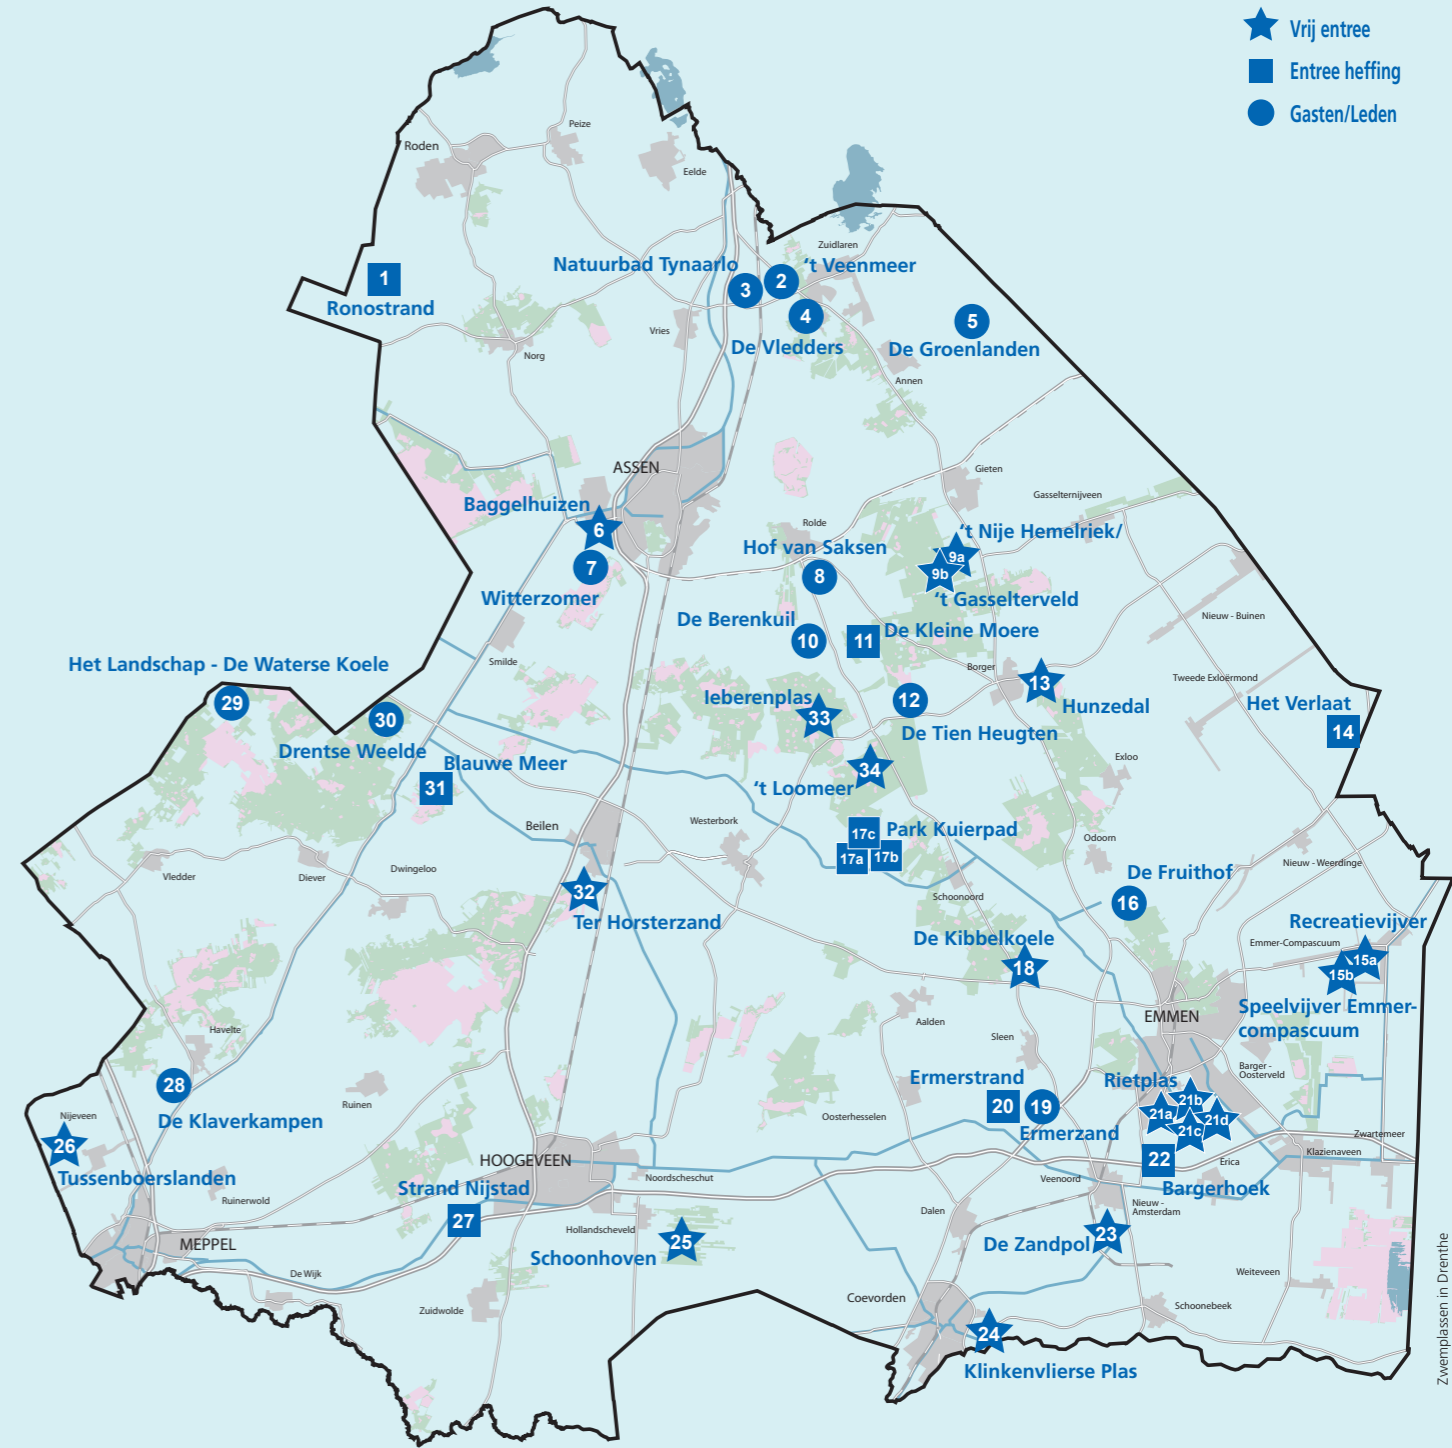 Vrij entree
Entree heffing
Gasten/Leden
Peize
Roden
Eelde
Zuidlaren
Natuurbad Tynaarlo
‘t Veenmeer
1
2
3
Ronostrand
4
5
Vries
De Vledders
De Groenlanden
Norg
Annen
ASSEN
Gieten
Gasselternijveen
Baggelhuizen
6
Rolde
‘t Nije Hemelriek/
Hof van Saksen
9a
7
8
9b
Witterzomer
‘t Gasselterveld
Nieuw - Buinen
De Berenkuil
10
11
De Kleine Moere
Smilde
Het Landschap - De Waterse Koele
Borger
Tweede Exloërmond
13
29
Ieberenplas
12
Hunzedal
Het Verlaat
30
33
De Tien Heugten
14
Drentse Weelde
Blauwe Meer
Exloo
34
31
‘t Loomeer
Beilen
Westerbork
17c
Park Kuierpad
17a
17b
Odoorn
Nieuw - Weerdinge
Vledder
Diever
Dwingeloo
De Fruithof
32
Schoonoord
16
Ter Horsterzand
Recreatievijver
De Kibbelkoele
Emmer-Compascuum
18
15a
15b
Speelvijver Emmer-
compascuum
EMMEN
Aalden
Havelte
Sleen
Barger -
Oosterveld
28
Ermerstrand
Rietplas
Ruinen
20
19
21b
21a
21d
21c
Nijeveen
De Klaverkampen
Oosterhesselen
Ermerzand
Zwartemeer
26
HOOGEVEEN
22
Erica
Klazienaveen
Tussenboerslanden
Noordscheschut
Veenoord
Bargerhoek
Strand Nijstad
Ruinerwold
Nieuw -
Amsterdam
27
Dalen
Hollandscheveld
25
De Zandpol
23
MEPPEL
Schoonhoven
De Wijk
Weiteveen
Coevorden
Zuidwolde
Schoonebeek
24
Klinkenvlierse Plas
Zwemplassen in Drenthe